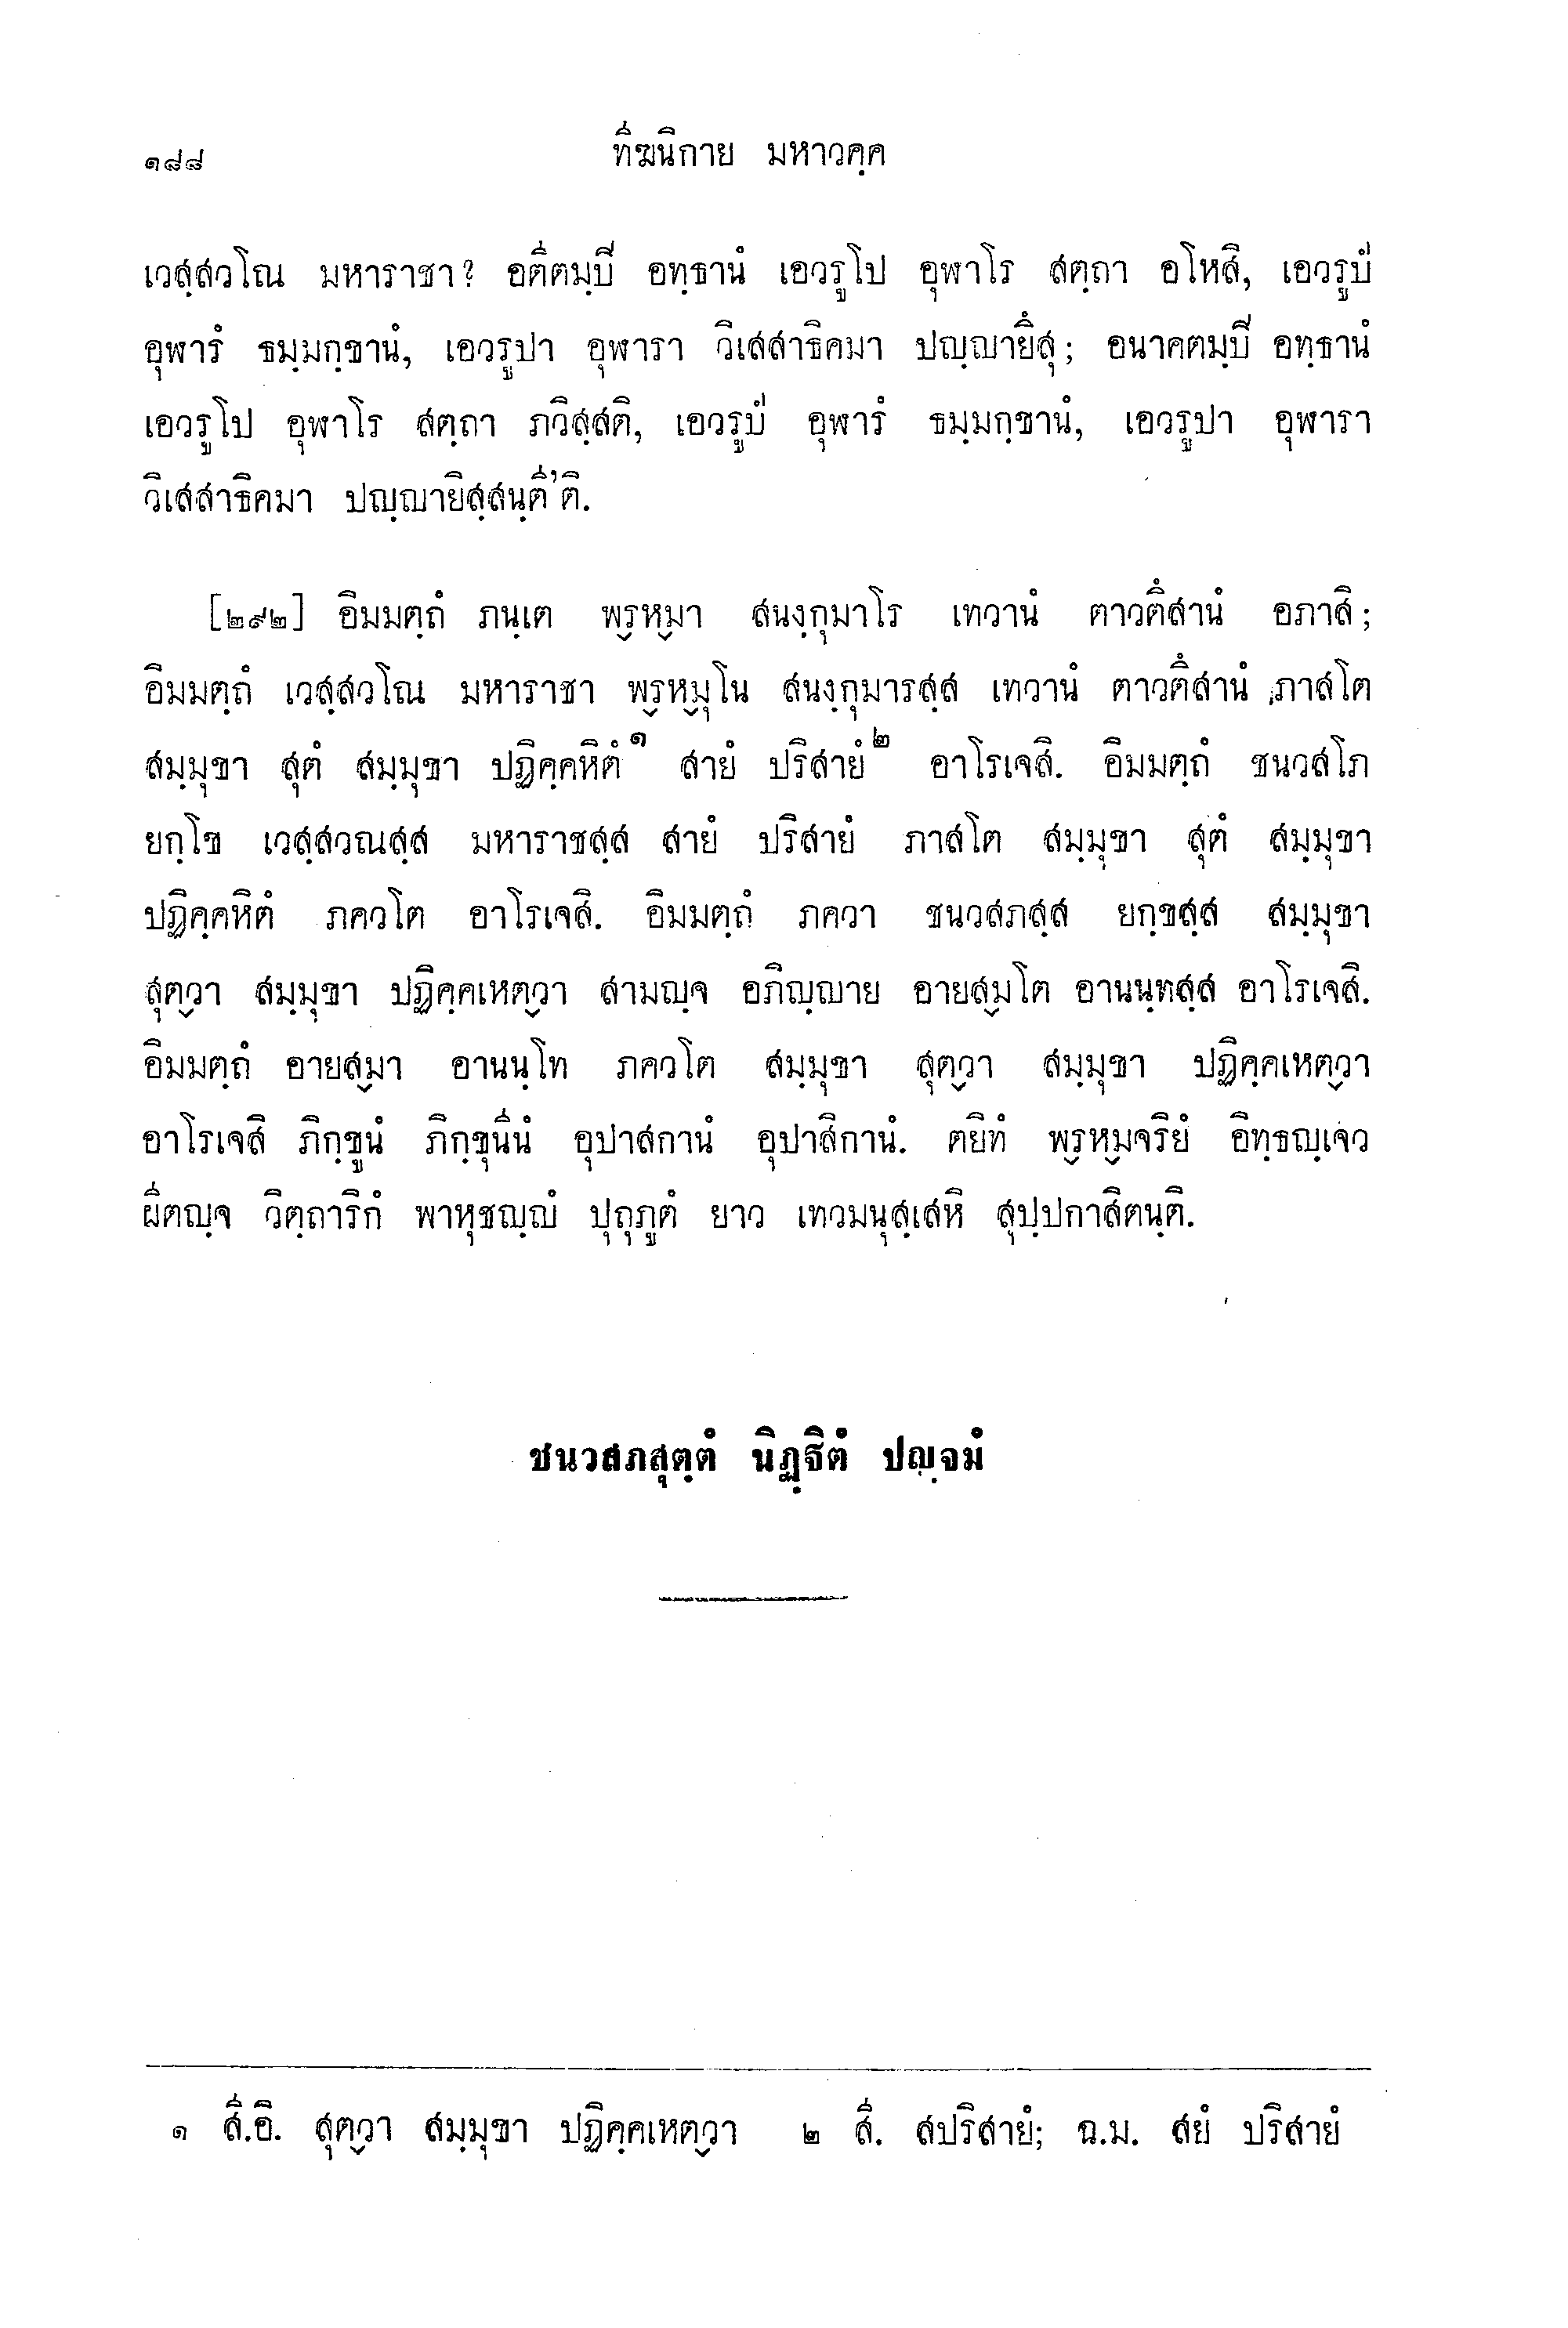 ๑๘๘ ทีฆนิกาย มหาวคฺค
เวสฺสวโณ มหาราชา? อตีตมฺปิ อทฺธานํ เอวรูโป อุฬาโร สตฺถา อโหสิ, เอวรูปํ
อุฬารํ ธมฺมกฺขานํ, เอวรูปา อุฬารา วิเสสาธิคมา ปญฺญายึสุ; อนาคตมฺปิ อทฺธานํ
เอวรูโป อุฬาโร สตฺถา ภวิสฺสติ, เอวรูปํ อุฬารํ ธมฺมกฺขานํ, เอวรูปา อุฬารา
วิเสสาธิคมา ปญฺญายิสฺสนฺตี’ติ.
[๒๙๒] อิมมตฺถํ ภนฺเต พ๎รห๎มา สนงฺกุมาโร เทวานํ ตาวตึสานํ อภาสิ;
อิมมตฺถํ เวสฺสวโณ มหาราชา พ๎รห๎มุโน สนงฺกุมารสฺส เทวานํ ตาวตึสานํ ภาสโต
สมฺมุขา สุตํ สมฺมุขา ปฏิคฺคหิตํ๑ สายํ ปริสายํ๒ อาโรเจสิ. อิมมตฺถํ ชนวสโภ
ยกฺโข เวสฺสวณสฺส มหาราชสฺส สายํ ปริสายํ ภาสโต สมฺมุขา สุตํ สมฺมุขา
ปฏิคฺคหิตํ ภควโต อาโรเจสิ. อิมมตฺถํ ภควา ชนวสภสฺส ยกฺขสฺส สมฺมุขา
สุต๎วา สมฺมุขา ปฏิคฺคเหต๎วา สามญฺจ อภิญฺญาย อายส๎มโต อานนฺทสฺส อาโรเจสิ.
อิมมตฺถํ อายส๎มา อานนฺโท ภควโต สมฺมุขา สุต๎วา สมฺมุขา ปฏิคฺคเหต๎วา
อาโรเจสิ ภิกฺขูนํ ภิกฺขุนีนํ อุปาสกานํ อุปาสิกานํ. ตยิทํ พ๎รห๎มจริยํ อิทฺธญฺเจว
ผีตญฺจ วิตฺถาริกํ พาหุชญฺญํ ปุถุภูตํ ยาว เทวมนุสฺเสหิ สุปฺปกาสิตนฺติ.
ชนวสภสุตฺตํ นิฏฺฐิตํ ปญฺจมํ
๑ สี.อิ. สุต๎วา สมฺมุขา ปฏิคฺคเหต๎วา ๒ สี. สปริสายํ; ฉ.ม. สยํ ปริสายํ